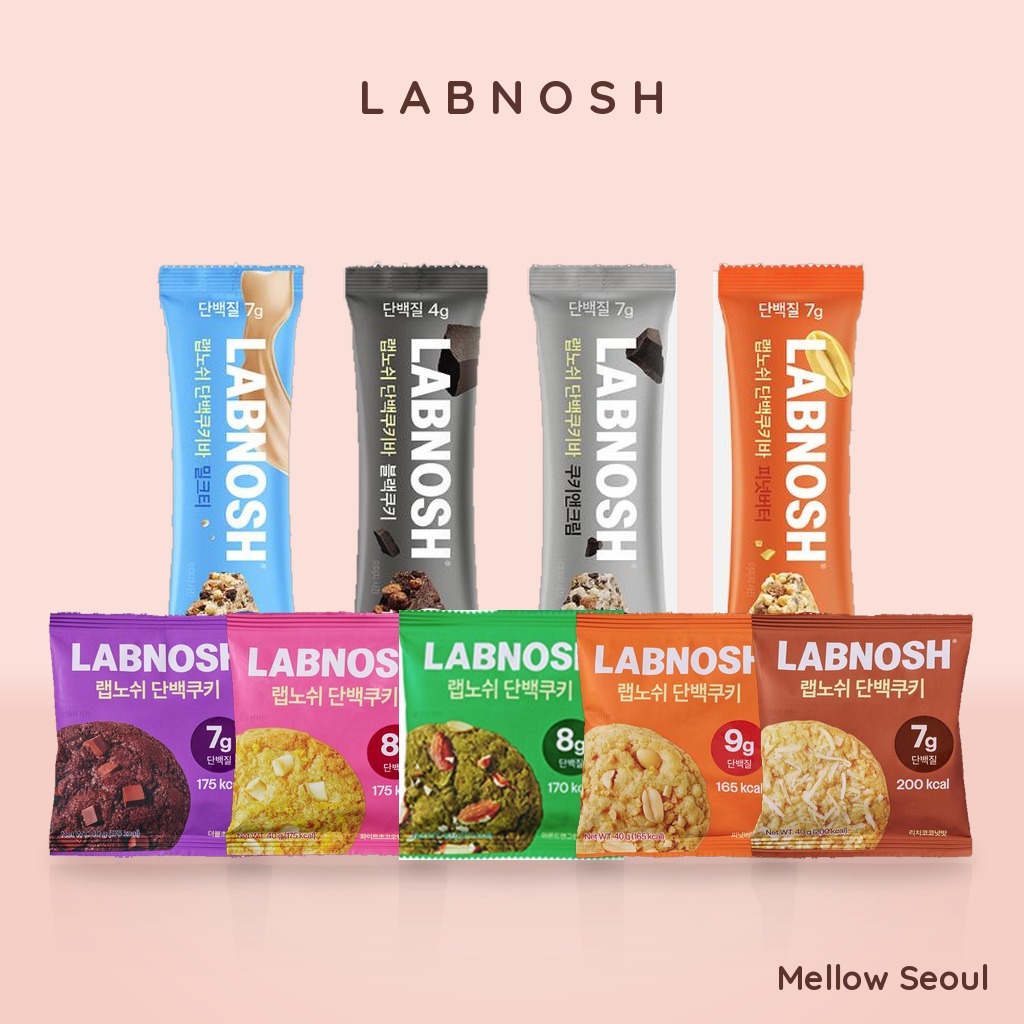 LABNOSH
단백질 7g
LABNOSH
랩노쉬 단백쿠키바 밀크티
단백질 4g
LABNOSH
랩노쉬 단백쿠키바 블랙쿠키
단백질 7g
LABNOSH
랩노쉬 단백쿠키바 쿠키앤크림
단백질 7g
LABNOSH
랩노쉬 단백쿠키바 피넛버터
LABNOSH
랩노쉬 단백쿠키
7g
단백질
175 kc
LABNOS
랩노쉬 단백쿠키
8
단백
175 k
NET WT. 40 g (175 kcal)
LABNOSH
랩노쉬 단백쿠키
8g
단백질
170 kc
LABNOSH
랩노쉬 단백쿠키
9g
단백질
165 kcal
NET WT. 40 g (165 kcal)
LABNOSH®
랩노쉬 단백쿠키
7g
단백질
200 kcal
NET WT. 40 g (200 kcal)
리치코코넛맛
Mellow Seoul